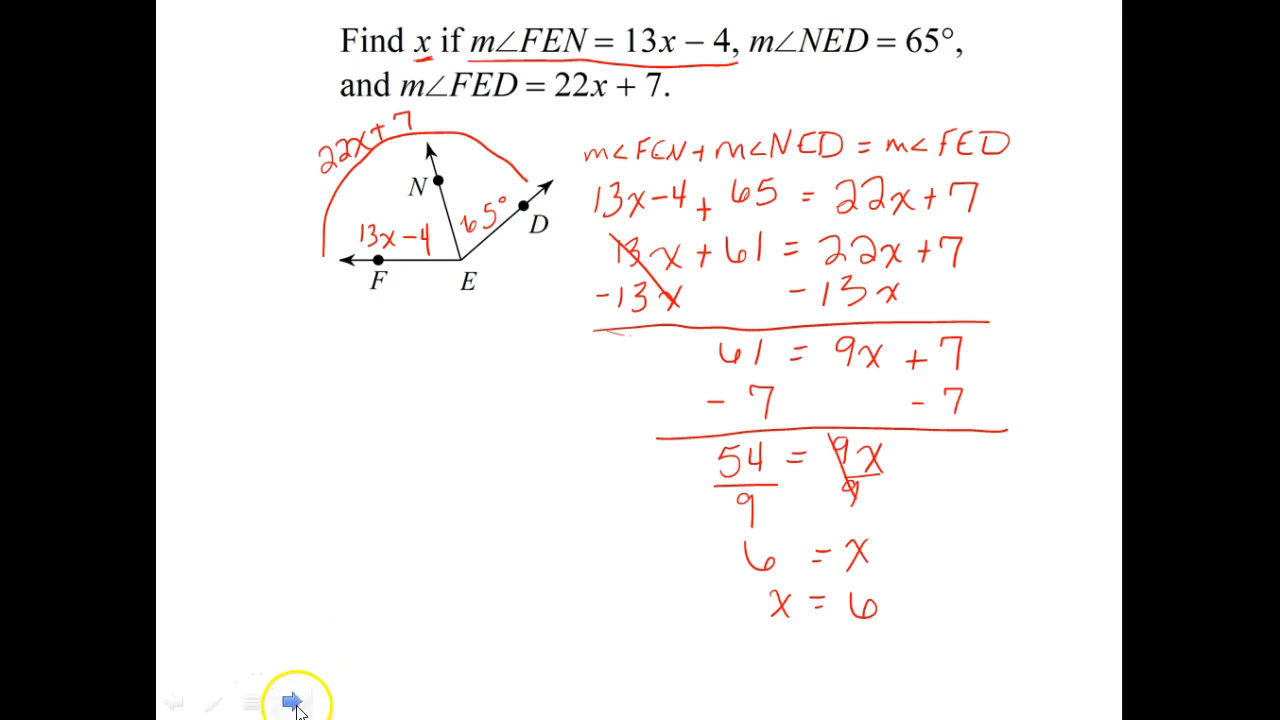 Find x if m∠FEN = 13x − 4, m∠NED = 65°,
and m∠FED = 22x + 7.
22x+7
m∠FEN + m∠NED = m∠FED
N
65°
D
13x−4
F
E
13x−4 + 65 = 22x+7
13x + 61 = 22x+7
−13x −13x
61 = 9x + 7
− 7 − 7
54 = 9x
9 9
6 = x
x = 6